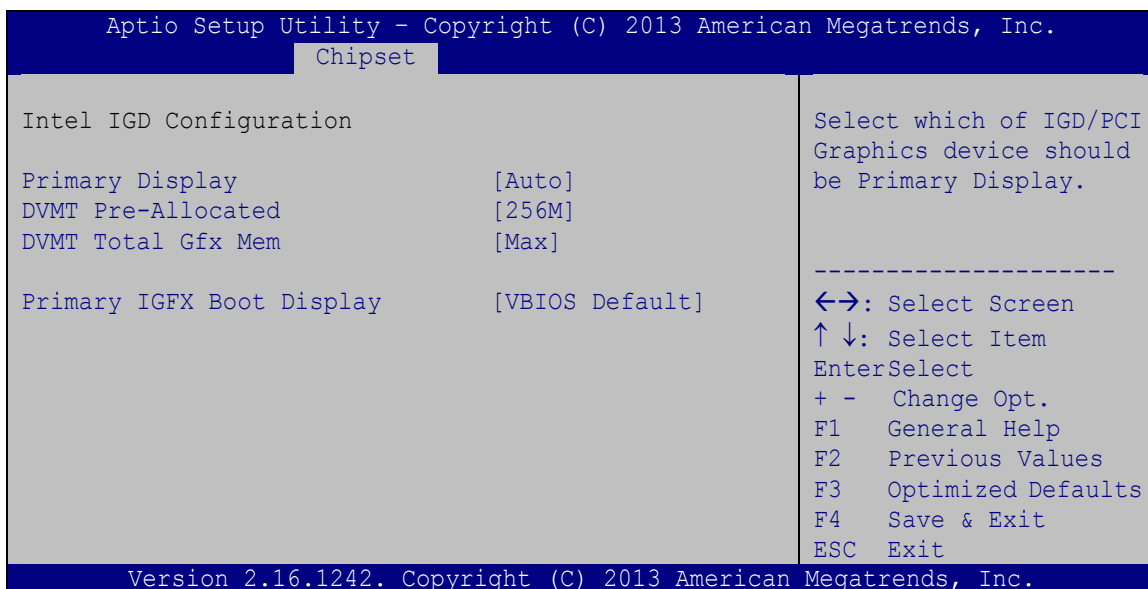 Aptio Setup Utility – Copyright (C) 2013 American Megatrends, Inc.
Chipset
Intel IGD Configuration
Primary Display [Auto]
DVMT Pre-Allocated [256M]
DVMT Total Gfx Mem [Max]
Primary IGFX Boot Display [VBIOS Default]
Select which of IGD/PCI
Graphics device should
be Primary Display.
---------------------
←→: Select Screen
↑ ↓: Select Item
EnterSelect
+ - Change Opt.
F1 General Help
F2 Previous Values
F3 Optimized Defaults
F4 Save & Exit
ESC Exit
Version 2.16.1242. Copyright (C) 2013 American Megatrends, Inc.